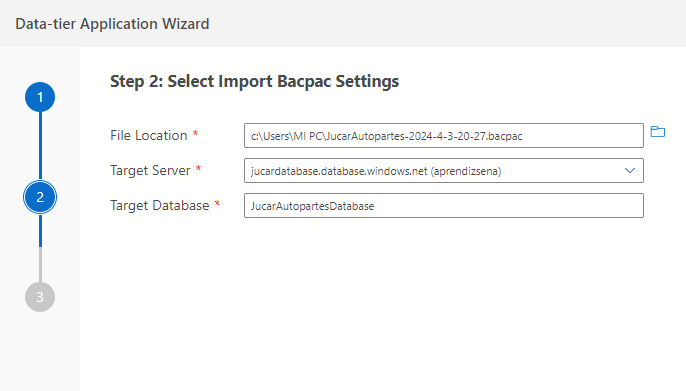 Data-tier Application Wizard
1
Step 2: Select Import Bacpac Settings
File Location * c:\Users\MI PC\JucarAutopartes-2024-4-3-20-27.bacpac
Target Server * jucardatabase.database.windows.net (aprendizsena)
2
Target Database * JucarAutopartesDatabase
3